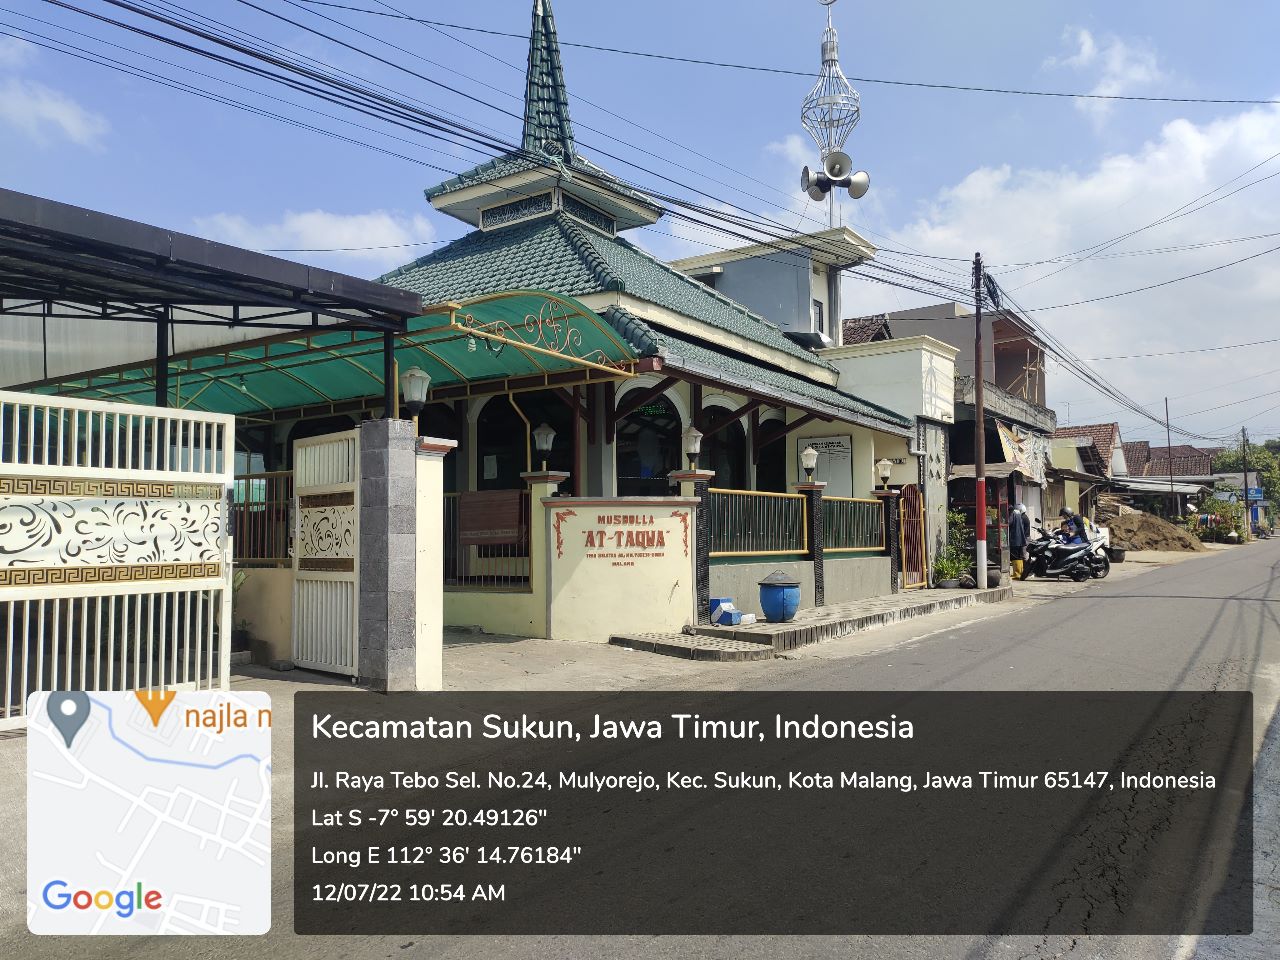 MUSHOLLA
"AT-TAQWA"
MALANG
najla n
Google
Kecamatan Sukun, Jawa Timur, Indonesia
Jl. Raya Tebo Sel. No.24, Mulyorejo, Kec. Sukun, Kota Malang, Jawa Timur 65147, Indonesia
Lat S -7° 59' 20.49126"
Long E 112° 36' 14.76184"
12/07/22 10:54 AM